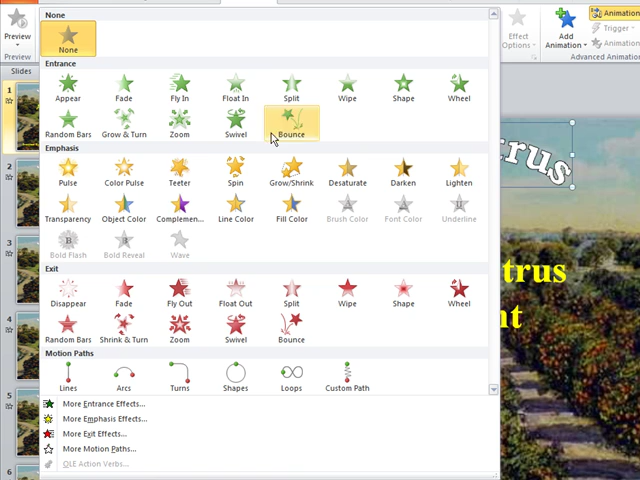 None
None
Entrance
Appear Fade Fly In Float In Split Wipe Shape Wheel
Random Bars Grow & Turn Zoom Swivel Bounce
Emphasis
Pulse Color Pulse Teeter Spin Grow/Shrink Desaturate Darken Lighten
Transparency Object Color Complemen... Line Color Fill Color Brush Color Font Color Underline
Bold Flash Bold Reveal Wave
Exit
Disappear Fade Fly Out Float Out Split Wipe Shape Wheel
Random Bars Shrink & Turn Zoom Swivel Bounce
Motion Paths
Lines Arcs Turns Shapes Loops Custom Path
More Entrance Effects...
More Emphasis Effects...
More Exit Effects...
More Motion Paths...
OLE Action Verbs...
Preview
Preview
Slides
1
2
3
4
5
6
Effect
Options
Add
Animation
Animation
Trigger
Animation
Advanced Animatio
trus
trus
nt